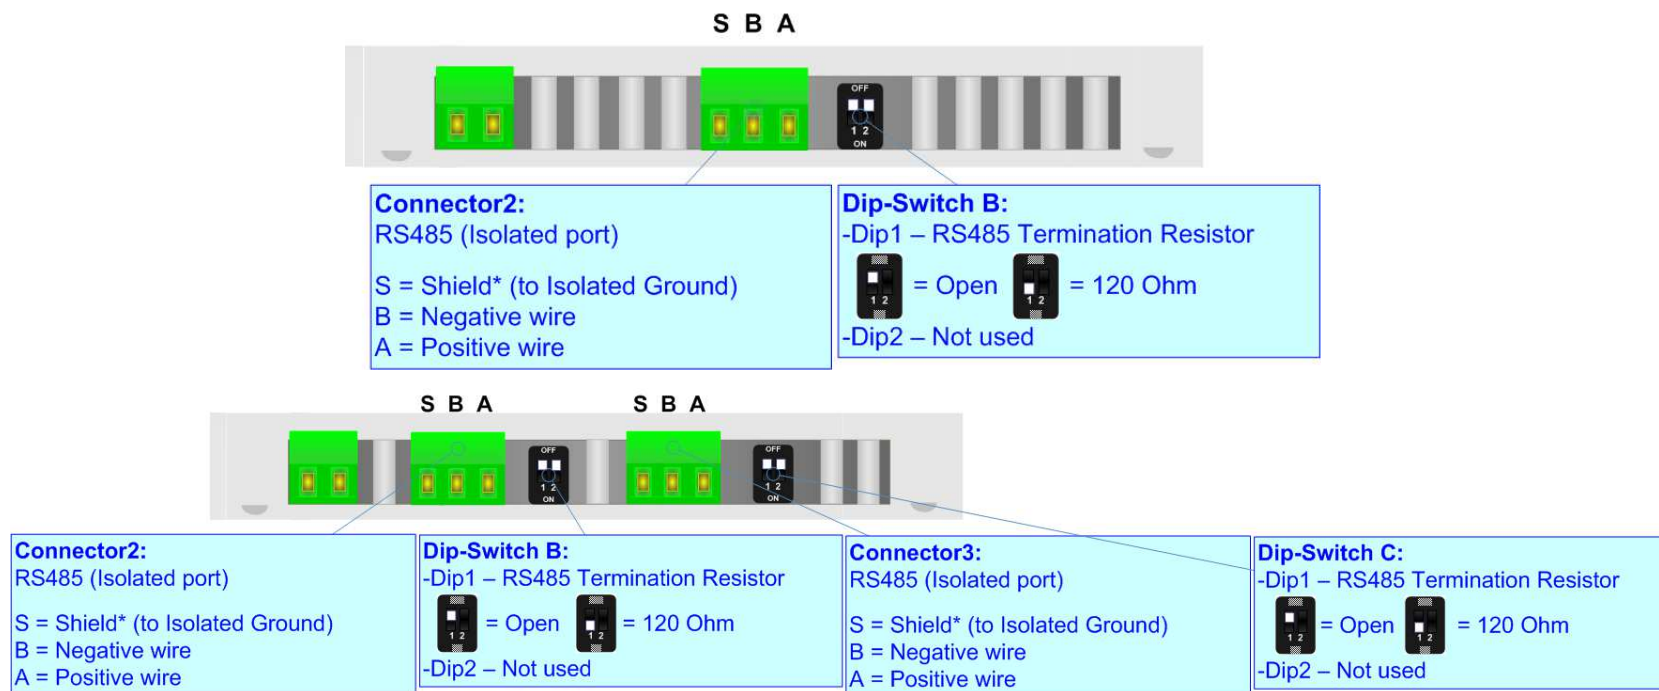 S B A
OFF
1 2
ON
Connector2:
RS485 (Isolated port)
S = Shield* (to Isolated Ground)
B = Negative wire
A = Positive wire
Dip-Switch B:
-Dip1 – RS485 Termination Resistor
1 2 = Open 1 2 = 120 Ohm
-Dip2 – Not used
S B A
S B A
OFF
1 2
ON
OFF
1 2
ON
Connector2:
RS485 (Isolated port)
S = Shield* (to Isolated Ground)
B = Negative wire
A = Positive wire
Dip-Switch B:
-Dip1 – RS485 Termination Resistor
1 2 = Open 1 2 = 120 Ohm
-Dip2 – Not used
Connector3:
RS485 (Isolated port)
S = Shield* (to Isolated Ground)
B = Negative wire
A = Positive wire
Dip-Switch C:
-Dip1 – RS485 Termination Resistor
1 2 = Open 1 2 = 120 Ohm
-Dip2 – Not used